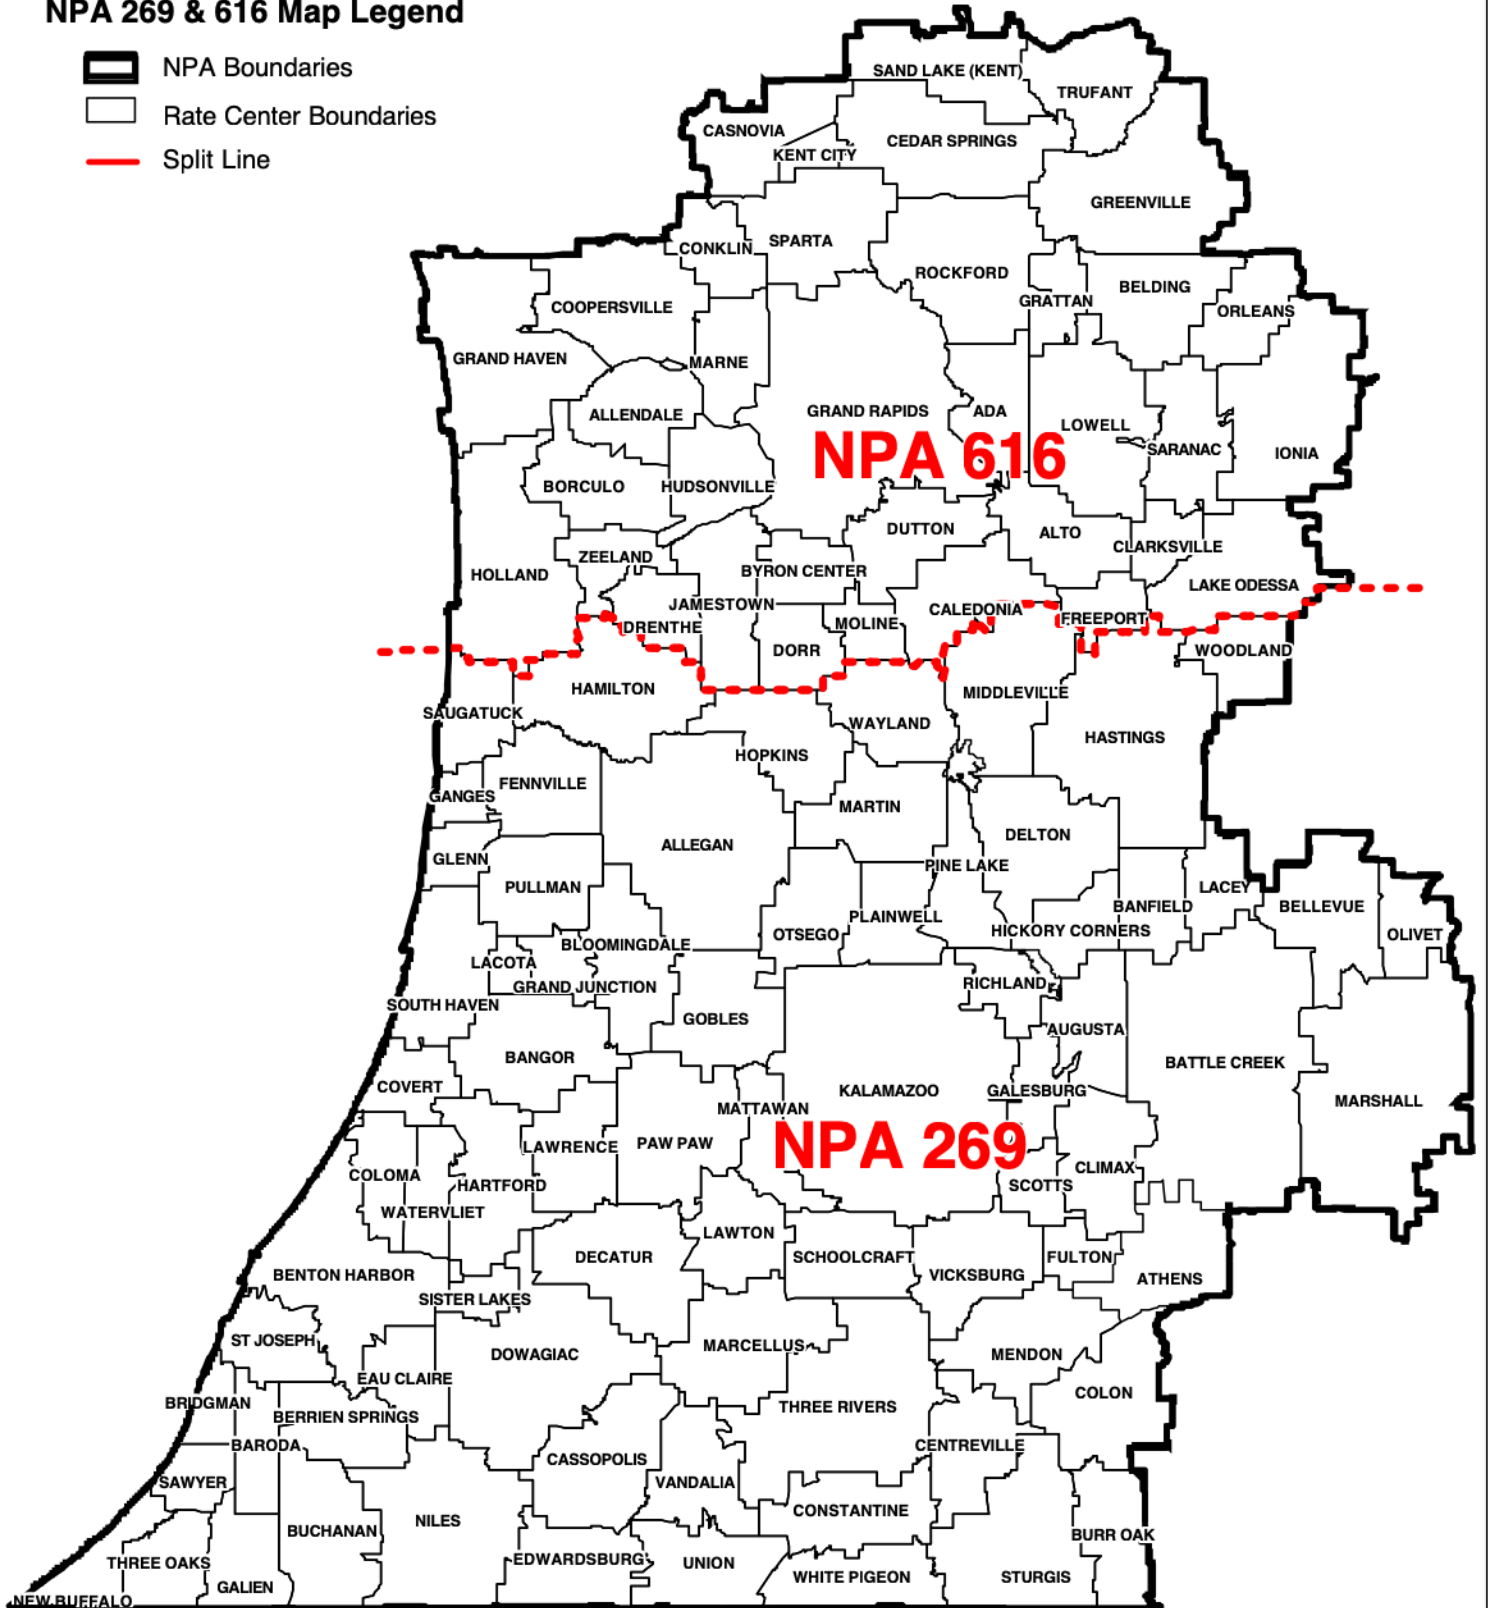 NPA 269 & 616 Map Legend
NPA Boundaries
Rate Center Boundaries
Split Line
SAND LAKE (KENT)
TRUFANT
CASNOVIA
CEDAR SPRINGS
KENT CITY
GREENVILLE
SPARTA
CONKLIN
ROCKFORD
BELDING
GRATTAN
COOPERSVILLE
ORLEANS
GRAND HAVEN
MARNE
GRAND RAPIDS
ADA
ALLENDALE
LOWELL
SARANAC
IONIA
NPA 616
BORCULO
HUDSONVILLE
DUTTON
ALTO
CLARKSVILLE
ZEELAND
BYRON CENTER
HOLLAND
LAKE ODESSA
JAMESTOWN
CALEDONIA
FREEPORT
MOLINE
DRENTHE
DORR
WOODLAND
HAMILTON
MIDDLEVILLE
SAUGATUCK
WAYLAND
HASTINGS
HOPKINS
FENNVILLE
GANGES
MARTIN
DELTON
ALLEGAN
GLENN
PINE LAKE
PULLMAN
LACEY
BANFIELD
BELLEVUE
PLAINWELL
HICKORY CORNERS
OTSEGO
OLIVET
BLOOMINGDALE
LACOTA
RICHLAND
GRAND JUNCTION
SOUTH HAVEN
GOBLES
AUGUSTA
BANGOR
BATTLE CREEK
COVERT
KALAMAZOO
GALESBURG
MARSHALL
MATTAWAN
NPA 269
LAWRENCE
PAW PAW
CLIMAX
COLOMA
HARTFORD
SCOTTS
WATERVLIET
LAWTON
DECATUR
SCHOOLCRAFT
FULTON
BENTON HARBOR
VICKSBURG
ATHENS
SISTER LAKES
ST JOSEPH
MARCELLUS
DOWAGIAC
MENDON
EAU CLAIRE
COLON
BRIDGMAN
THREE RIVERS
BERRIEN SPRINGS
BARODA
CENTREVILLE
CASSOPOLIS
SAWYER
VANDALIA
CONSTANTINE
NILES
BUCHANAN
BURR OAK
THREE OAKS
EDWARDSBURG
UNION
WHITE PIGEON
STURGIS
GALIEN
NEW BUFFALO